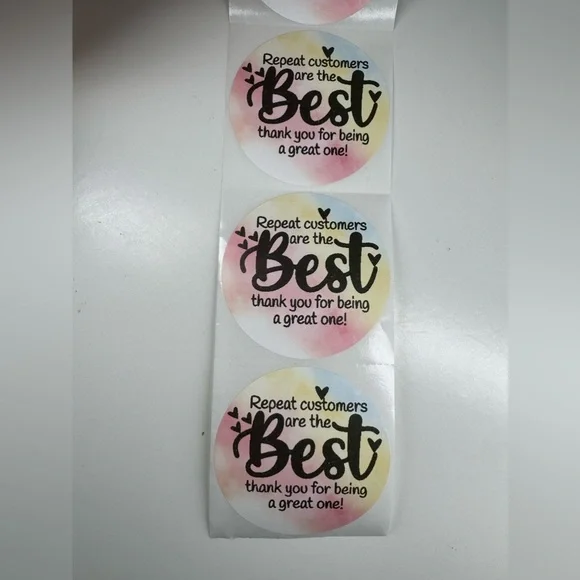 Repeat customers
are the
Best
thank you for being
a great one!
Repeat customers
are the
Best
thank you for being
a great one!
Repeat customers
are the
Best
thank you for being
a great one!